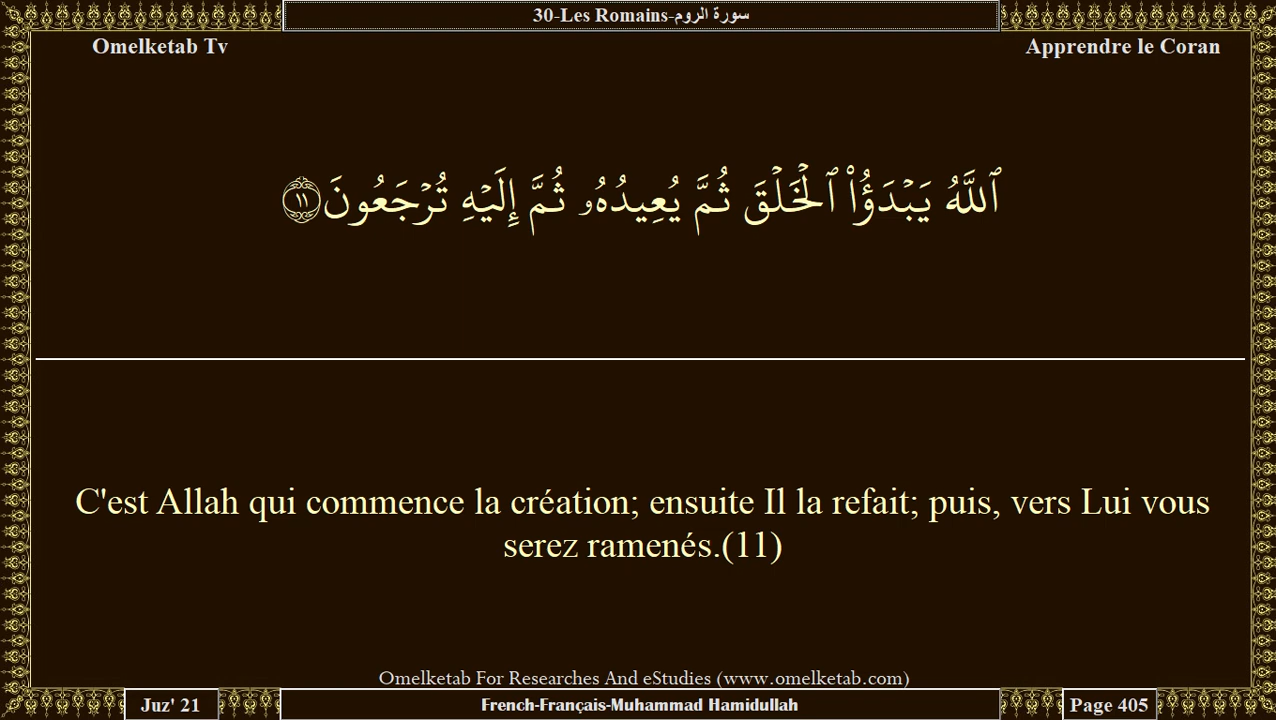 30-Les Romains-سورة الروم
Omelketab Tv
Apprendre le Coran
ٱللَّهُ يَبۡدَؤُاْ ٱلۡخَلۡقَ ثُمَّ يُعِيدُهُۥ ثُمَّ إِلَيۡهِ تُرۡجَعُونَ ١١
C'est Allah qui commence la création; ensuite Il la refait; puis, vers Lui vous
serez ramenés.(11)
Omelketab For Researches And eStudies (www.omelketab.com)
Juz' 21
French-Français-Muhammad Hamidullah
Page 405